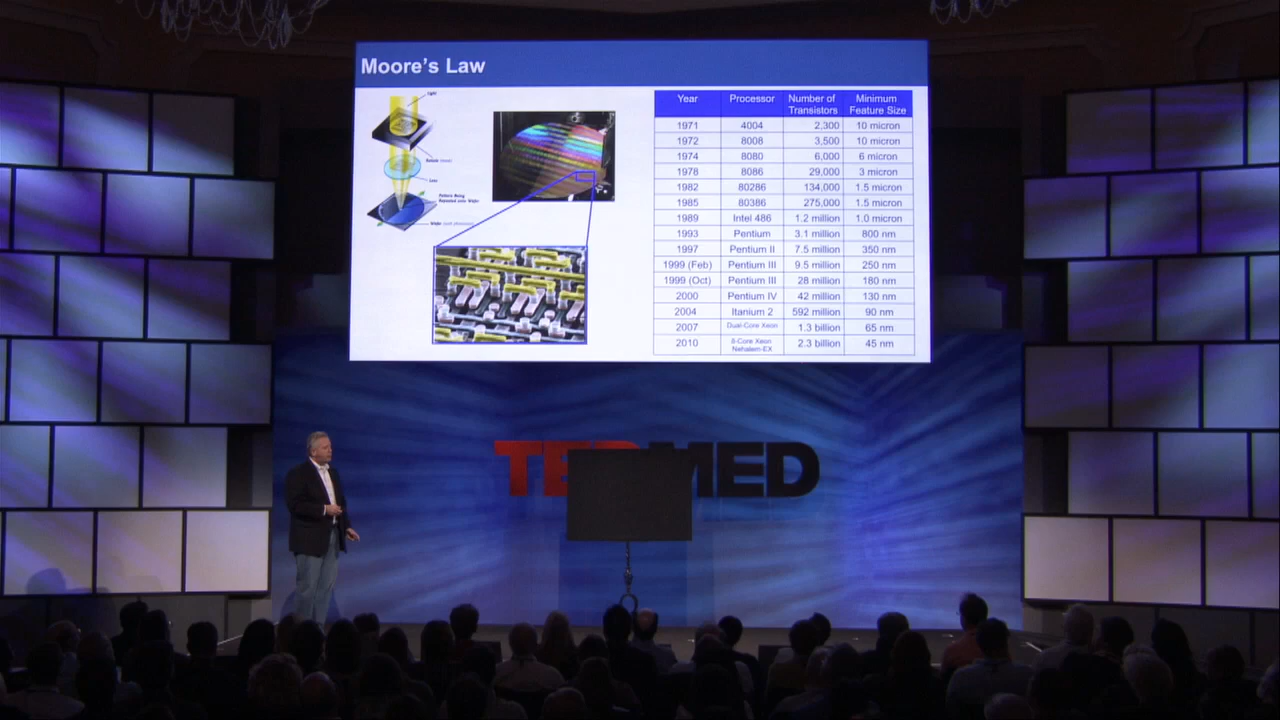 Moore's Law
Light
Lens
Year Processor Number of Transistors Minimum Feature Size
1971 4004 2,300 10 micron
1972 8008 3,500 10 micron
1974 8080 6,000 6 micron
1978 8086 29,000 3 micron
1982 80286 134,000 1.5 micron
1985 80386 275,000 1.5 micron
1989 Intel 486 1.2 million 1.0 micron
1993 Pentium 3.1 million 800 nm
1997 Pentium II 7.5 million 350 nm
1999 (Feb) Pentium III 9.5 million 250 nm
1999 (Oct) Pentium III 28 million 180 nm
2000 Pentium IV 42 million 130 nm
2004 Itanium 2 592 million 90 nm
2007 Dual-Core Xeon 1.3 billion 65 nm
2010 8-Core Xeon Nehalem-EX 2.3 billion 45 nm
TEDMED